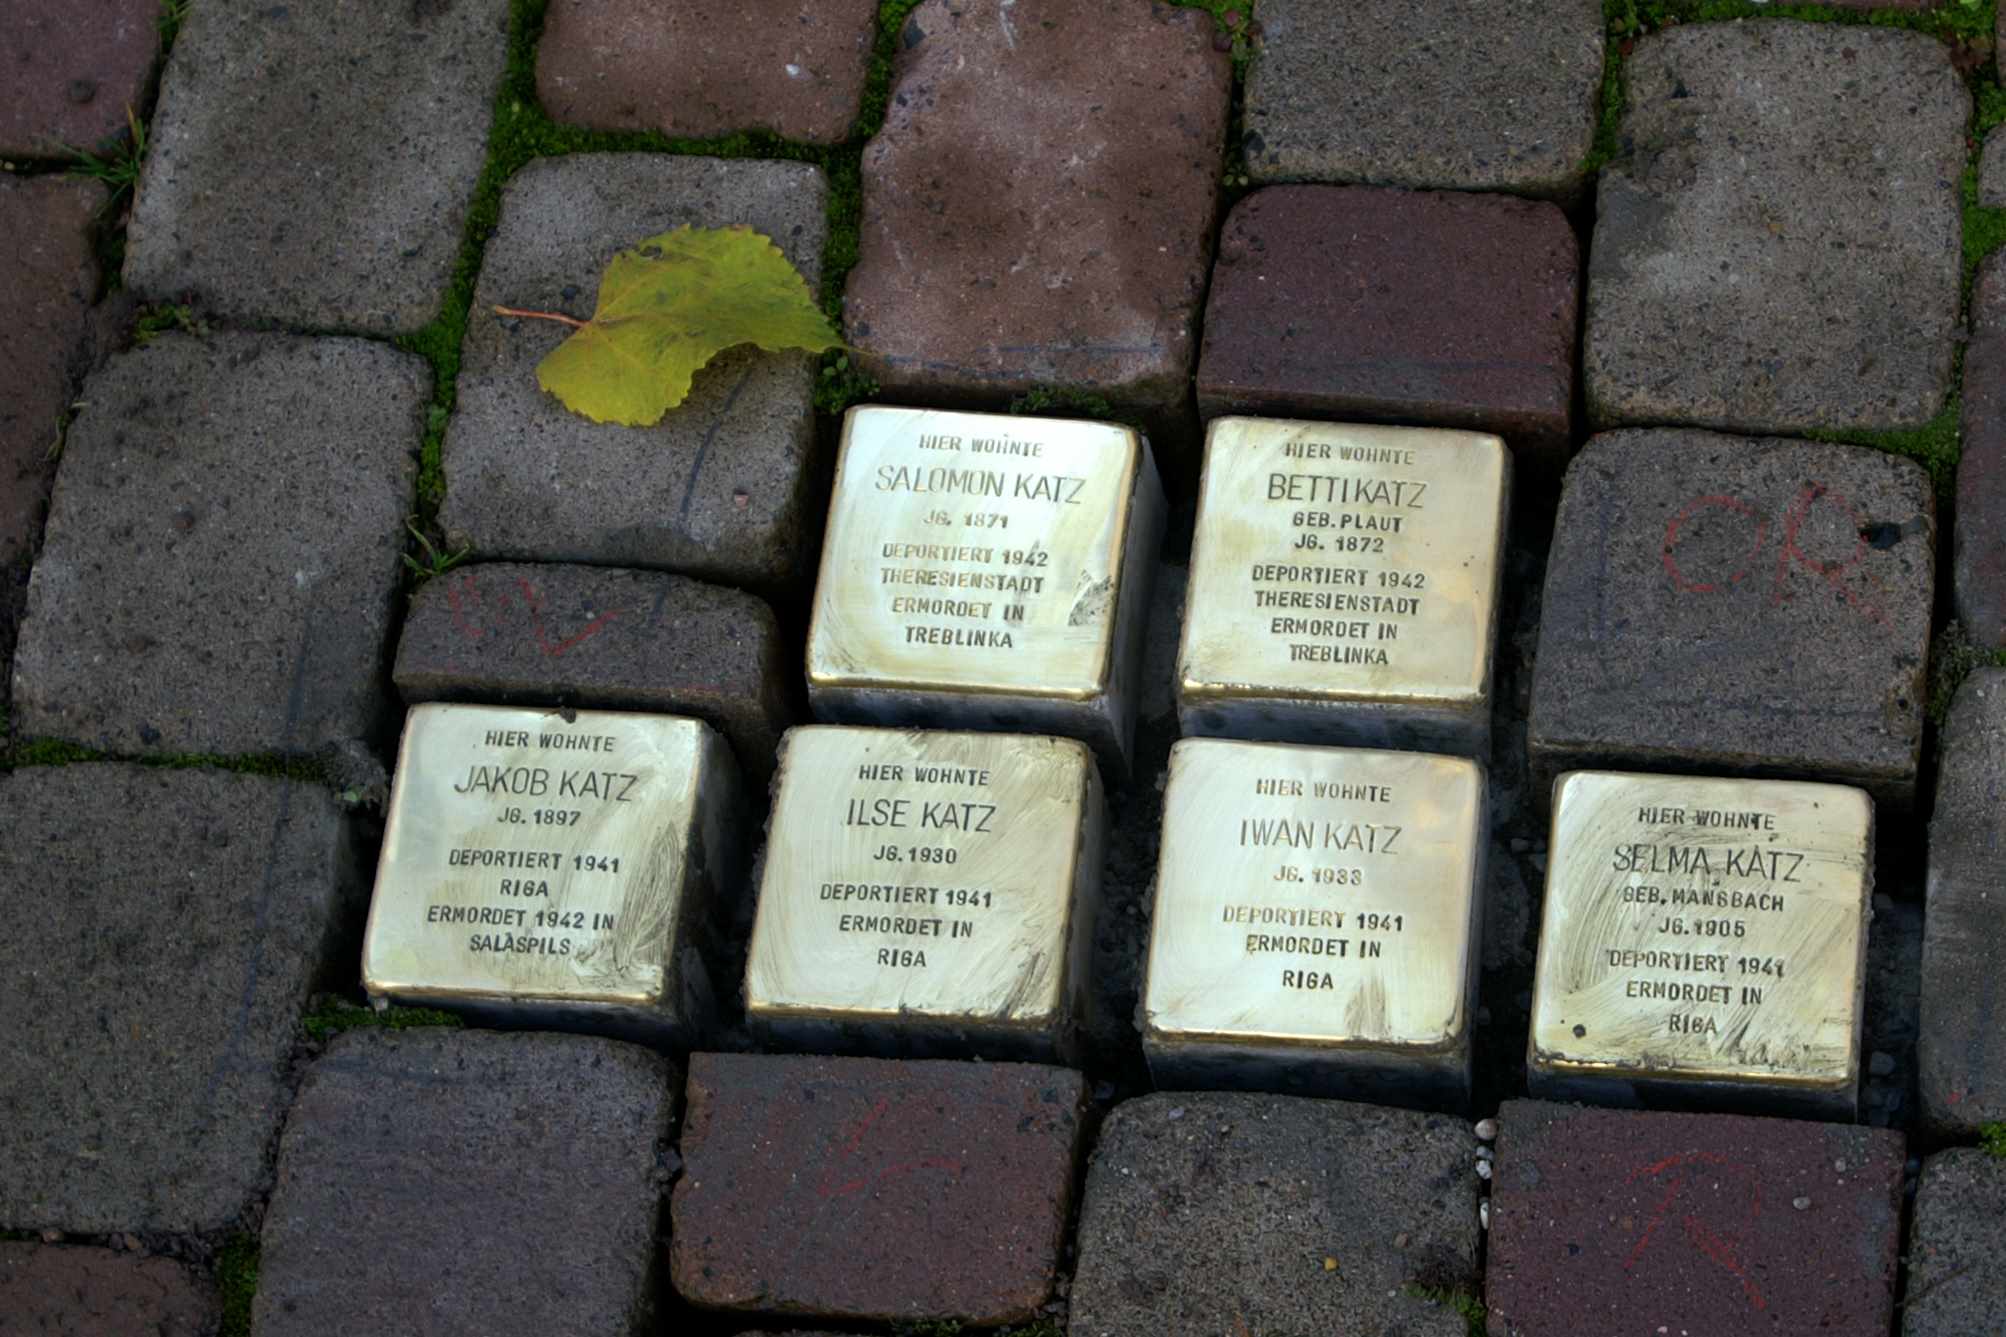 HIER WOHNTE
SALOMON KATZ
JG. 1871
DEPORTIERT 1942
THERESIENSTADT
ERMORDET IN
TREBLINKA
HIER WOHNTE
BETTI KATZ
GEB. PLAUT
JG. 1872
DEPORTIERT 1942
THERESIENSTADT
ERMORDET IN
TREBLINKA
HIER WOHNTE
JAKOB KATZ
JG. 1897
DEPORTIERT 1941
RIGA
ERMORDET 1942 IN
SALASPILS
HIER WOHNTE
ILSE KATZ
JG. 1930
DEPORTIERT 1941
ERMORDET IN
RIGA
HIER WOHNTE
IWAN KATZ
JG. 1933
DEPORTIERT 1941
ERMORDET IN
RIGA
HIER WOHNTE
SELMA KATZ
GEB. MANSBACH
JG. 1905
DEPORTIERT 1941
ERMORDET IN
RIGA